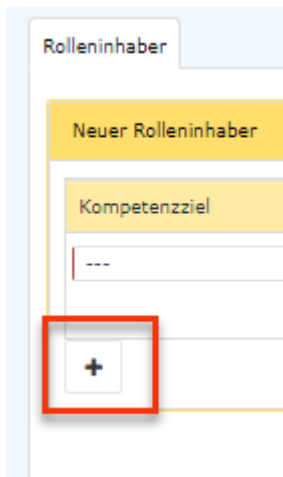 Rolleninhaber
Neuer Rolleninhaber
Kompetenzziel
---
+